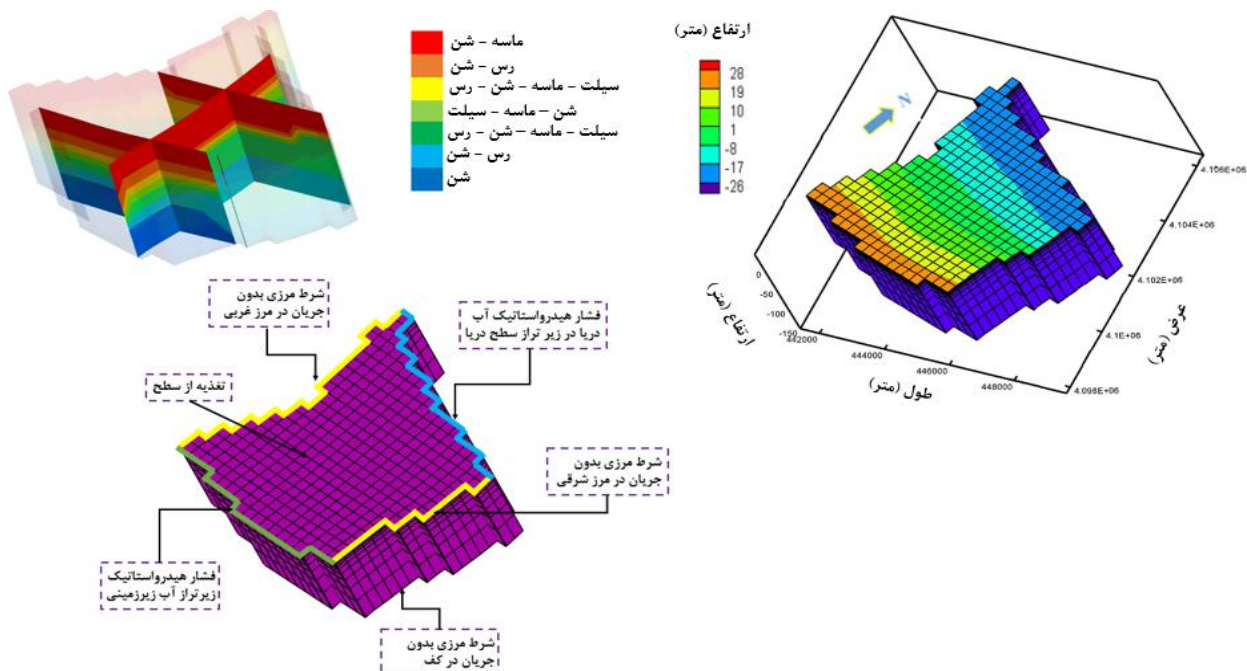 ماسه - شن
رس - شن
سیلت - ماسه - شن - رس
شن – ماسه - سیلت
سیلت - ماسه – شن - رس
رس - شن
شن
ارتفاع (متر)
28
19
10
1
-8
-17
-26
N
4.106E+06
4.104E+06
4.102E+06
4.1E+06
4.098E+06
عرض (متر)
0
-50
-100
-150
ارتفاع (متر)
442000
444000
446000
448000
طول (متر)
شرط مرزی بدون
جریان در مرز غربی
فشار هیدرواستاتیک آب
دریا در زیر تراز سطح دریا
تغذیه از سطح
شرط مرزی بدون
جریان در مرز شرقی
فشار هیدرواستاتیک
زیرتراز آب زیرزمینی
شرط مرزی بدون
جریان در کف